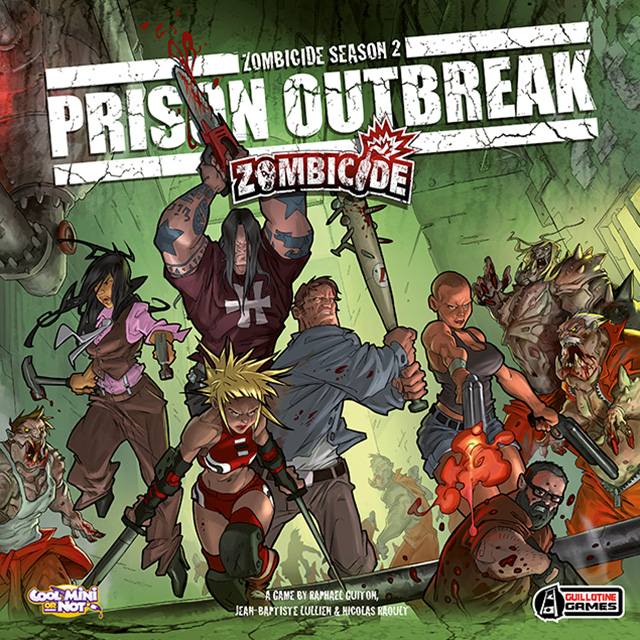 ZOMBICIDE SEASON 2
PRISON OUTBREAK
ZOMBICIDE
A GAME BY RAPHAËL GUITON,
JEAN-BAPTISTE LULLIEN & NICOLAS RAOULT
COOL MINI
OR NOT
GUILLOTINE
GAMES